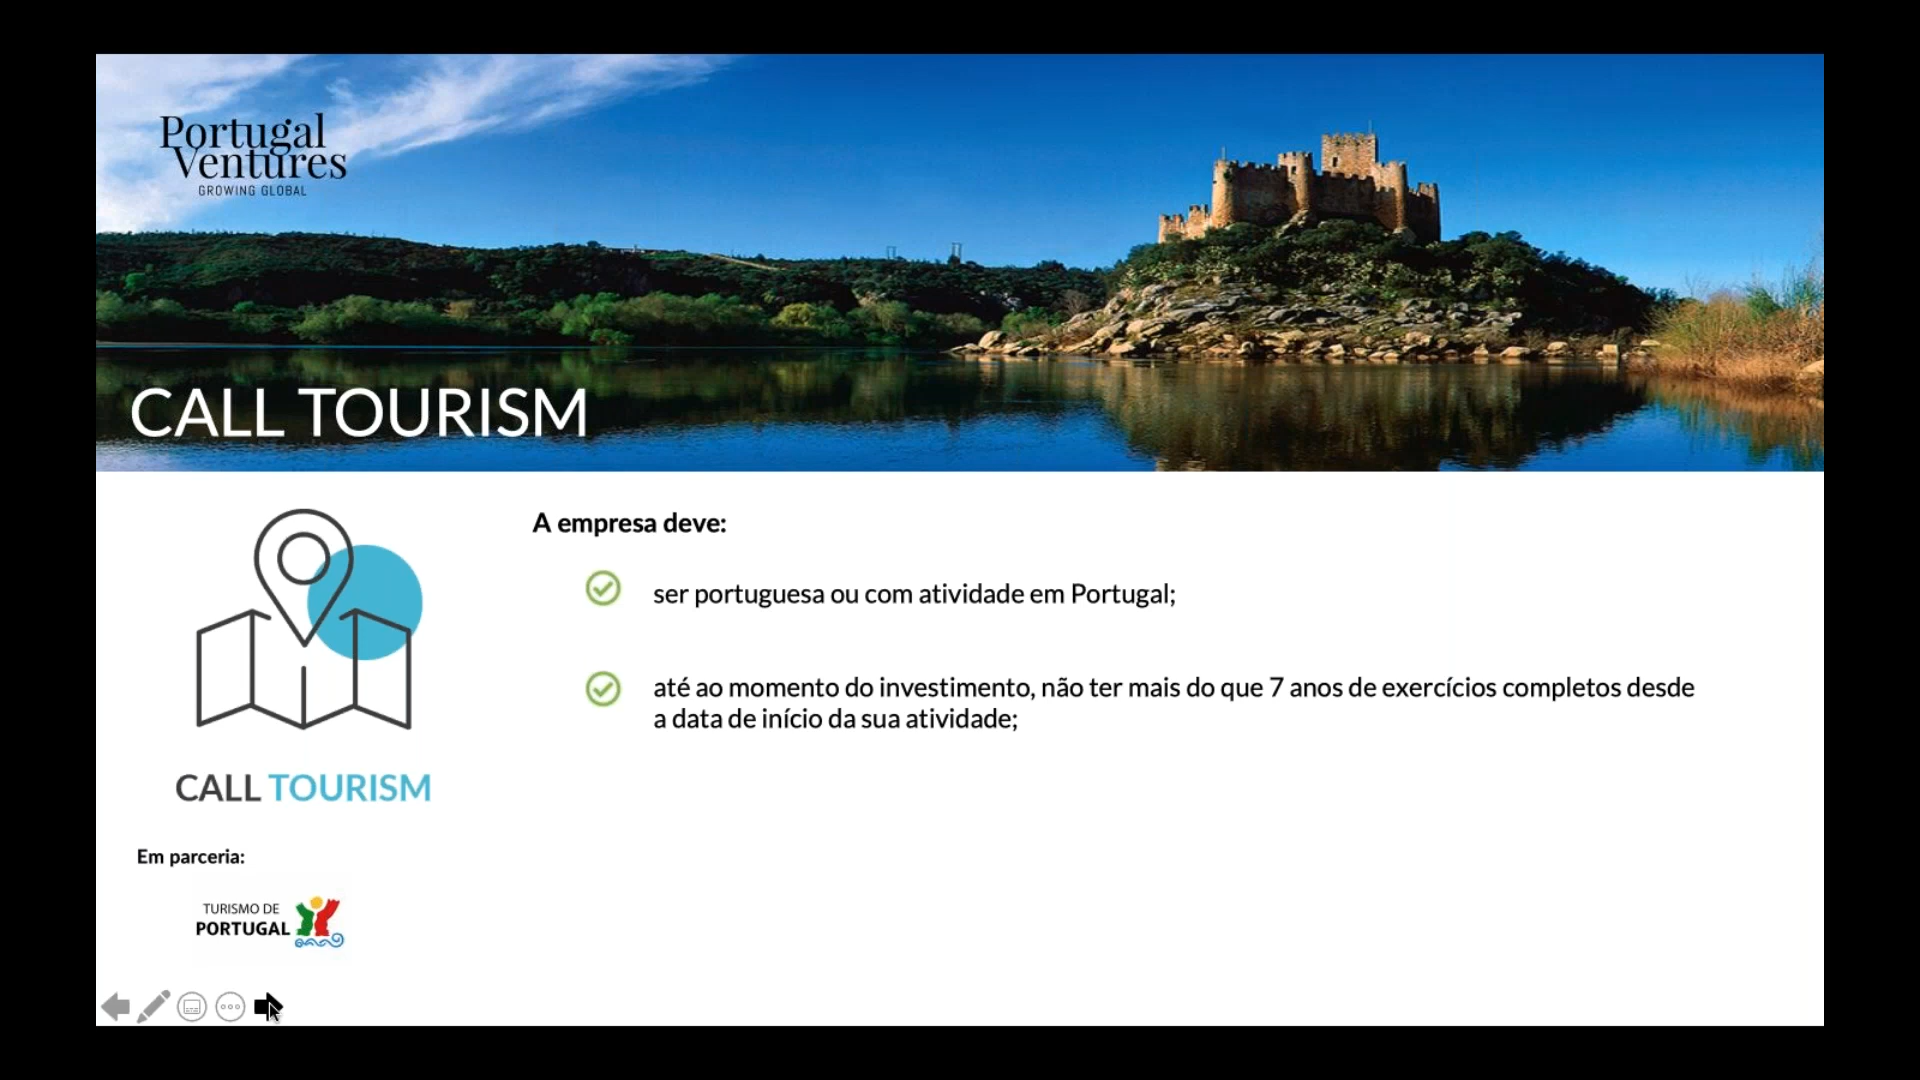 Portugal
Ventures
GROWING GLOBAL
CALL TOURISM
A empresa deve:
ser portuguesa ou com atividade em Portugal;
até ao momento do investimento, não ter mais do que 7 anos de exercícios completos desde
a data de início da sua atividade;
CALL TOURISM
Em parceria:
TURISMO DE
PORTUGAL